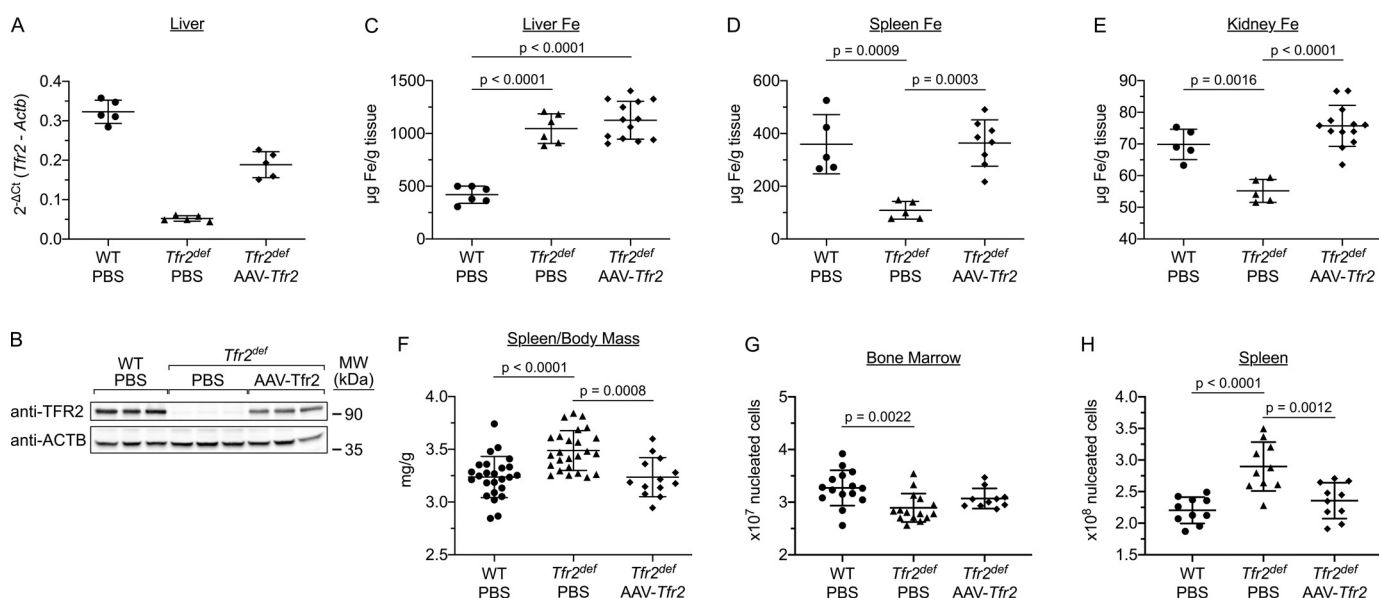 A
Liver
2-ΔCt (Tfr2 - Actb)
0.4
0.3
0.2
0.1
0.0
WT
PBS
Tfr2def
PBS
Tfr2def
AAV-Tfr2
C
Liver Fe
p < 0.0001
p < 0.0001
µg Fe/g tissue
1500
1000
500
0
WT
PBS
Tfr2def
PBS
Tfr2def
AAV-Tfr2
D
Spleen Fe
p = 0.0009
p = 0.0003
µg Fe/g tissue
600
400
200
0
WT
PBS
Tfr2def
PBS
Tfr2def
AAV-Tfr2
E
Kidney Fe
p < 0.0001
p = 0.0016
µg Fe/g tissue
90
80
70
60
50
40
WT
PBS
Tfr2def
PBS
Tfr2def
AAV-Tfr2
B
Tfr2def
WT
PBS
PBS
AAV-Tfr2
MW
(kDa)
anti-TFR2
90
anti-ACTB
35
F
Spleen/Body Mass
p < 0.0001
p = 0.0008
mg/g
4.0
3.5
3.0
2.5
WT
PBS
Tfr2def
PBS
Tfr2def
AAV-Tfr2
G
Bone Marrow
p = 0.0022
x10⁷ nucleated cells
5
4
3
2
WT
PBS
Tfr2def
PBS
Tfr2def
AAV-Tfr2
H
Spleen
p < 0.0001
p = 0.0012
x10⁸ nulceated cells
4.0
3.5
3.0
2.5
2.0
1.5
WT
PBS
Tfr2def
PBS
Tfr2def
AAV-Tfr2